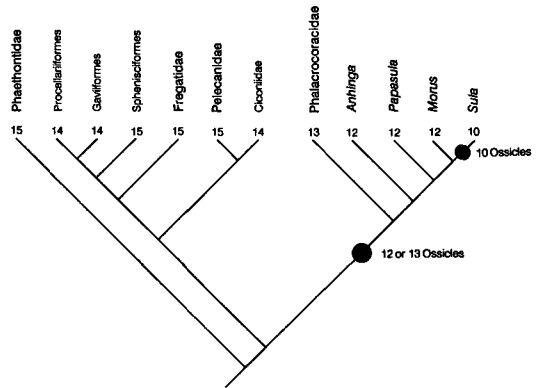 Phaethontidae
Procellariiformes
Gaviiformes
Sphenisciformes
Fregatidae
Pelecanidae
Ciconiidae
Phalacrocoracidae
Anhinga
Papasula
Morus
Sula
15 14 14 15 15 15 14 13 12 12 12 10
10 Ossicles
12 or 13 Ossicles